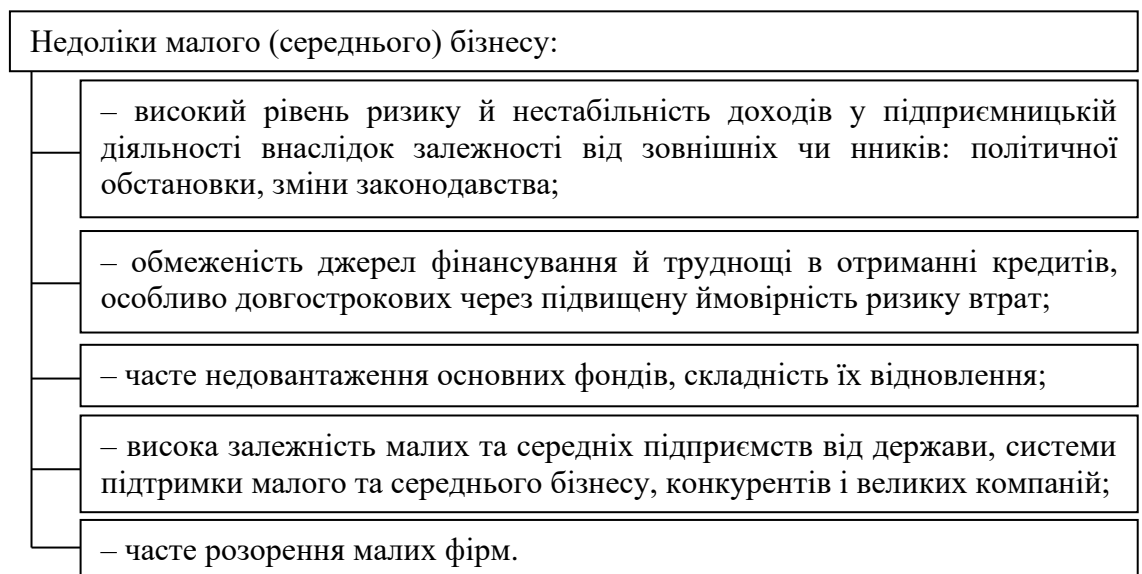 Недоліки малого (середнього) бізнесу:
– високий рівень ризику й нестабільність доходів у підприємницькій
діяльності внаслідок залежності від зовнішніх чи нників: політичної
обстановки, зміни законодавства;
– обмеженість джерел фінансування й труднощі в отриманні кредитів,
особливо довгострокових через підвищену ймовірність ризику втрат;
– часте недовантаження основних фондів, складність їх відновлення;
– висока залежність малих та середніх підприємств від держави, системи
підтримки малого та середнього бізнесу, конкурентів і великих компаній;
– часте розорення малих фірм.